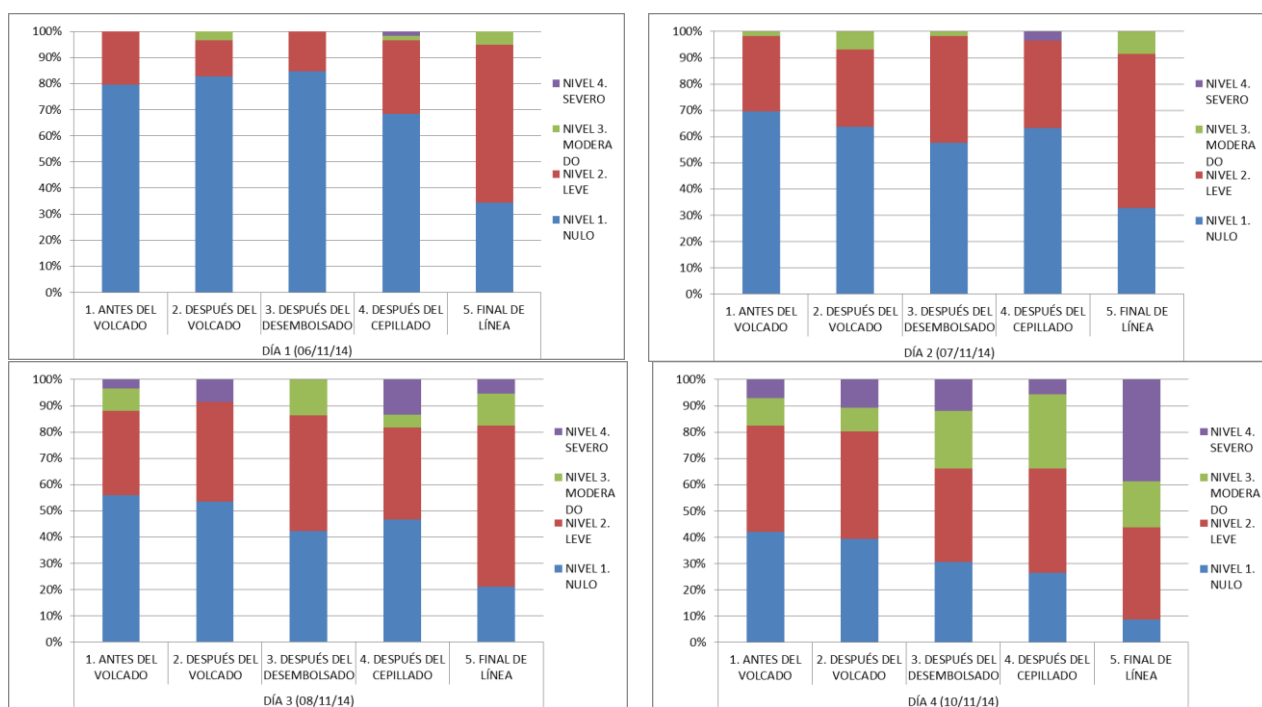 100%
90%
80%
70%
60%
50%
40%
30%
20%
10%
0%
1. ANTES DEL VOLCADO
2. DESPUÉS DEL VOLCADO
3. DESPUÉS DEL DESEMBOLSADO
4. DESPUÉS DEL CEPILLADO
5. FINAL DE LÍNEA
DÍA 1 (06/11/14)
NIVEL 4.
SEVERO
NIVEL 3.
MODERA
DO
NIVEL 2.
LEVE
NIVEL 1.
NULO
100%
90%
80%
70%
60%
50%
40%
30%
20%
10%
0%
1. ANTES DEL VOLCADO
2. DESPUÉS DEL VOLCADO
3. DESPUÉS DEL DESEMBOLSADO
4. DESPUÉS DEL CEPILLADO
5. FINAL DE LÍNEA
DÍA 2 (07/11/14)
NIVEL 4.
SEVERO
NIVEL 3.
MODERA
DO
NIVEL 2.
LEVE
NIVEL 1.
NULO
100%
90%
80%
70%
60%
50%
40%
30%
20%
10%
0%
1. ANTES DEL VOLCADO
2. DESPUÉS DEL VOLCADO
3. DESPUÉS DEL DESEMBOLSADO
4. DESPUÉS DEL CEPILLADO
5. FINAL DE LÍNEA
DÍA 3 (08/11/14)
NIVEL 4.
SEVERO
NIVEL 3.
MODERA
DO
NIVEL 2.
LEVE
NIVEL 1.
NULO
100%
90%
80%
70%
60%
50%
40%
30%
20%
10%
0%
1. ANTES DEL VOLCADO
2. DESPUÉS DEL VOLCADO
3. DESPUÉS DEL DESEMBOLSADO
4. DESPUÉS DEL CEPILLADO
5. FINAL DE LÍNEA
DÍA 4 (10/11/14)
NIVEL 4.
SEVERO
NIVEL 3.
MODERA
DO
NIVEL 2.
LEVE
NIVEL 1.
NULO